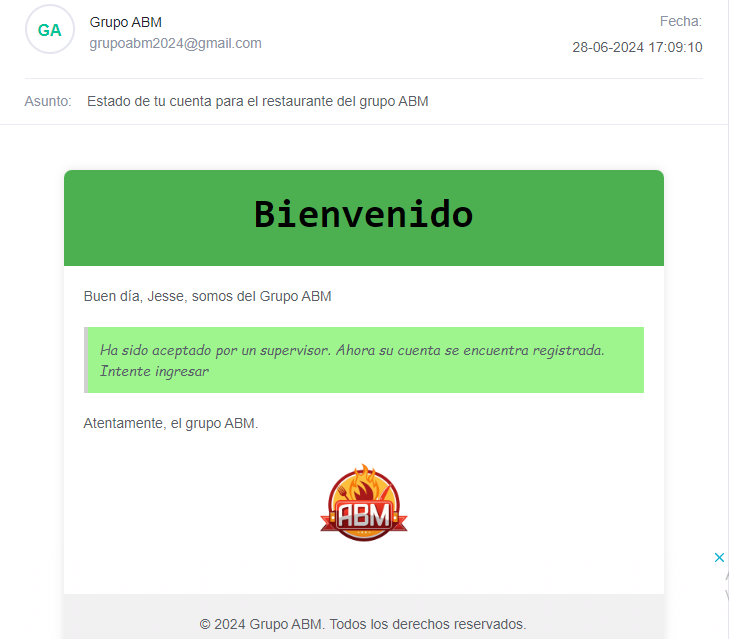 GA
Grupo ABM
grupoabm2024@gmail.com
Fecha:
28-06-2024 17:09:10
Asunto: Estado de tu cuenta para el restaurante del grupo ABM
Bienvenido
Buen día, Jesse, somos del Grupo ABM
Ha sido aceptado por un supervisor. Ahora su cuenta se encuentra registrada.
Intente ingresar
Atentamente, el grupo ABM.
ABM
© 2024 Grupo ABM. Todos los derechos reservados.